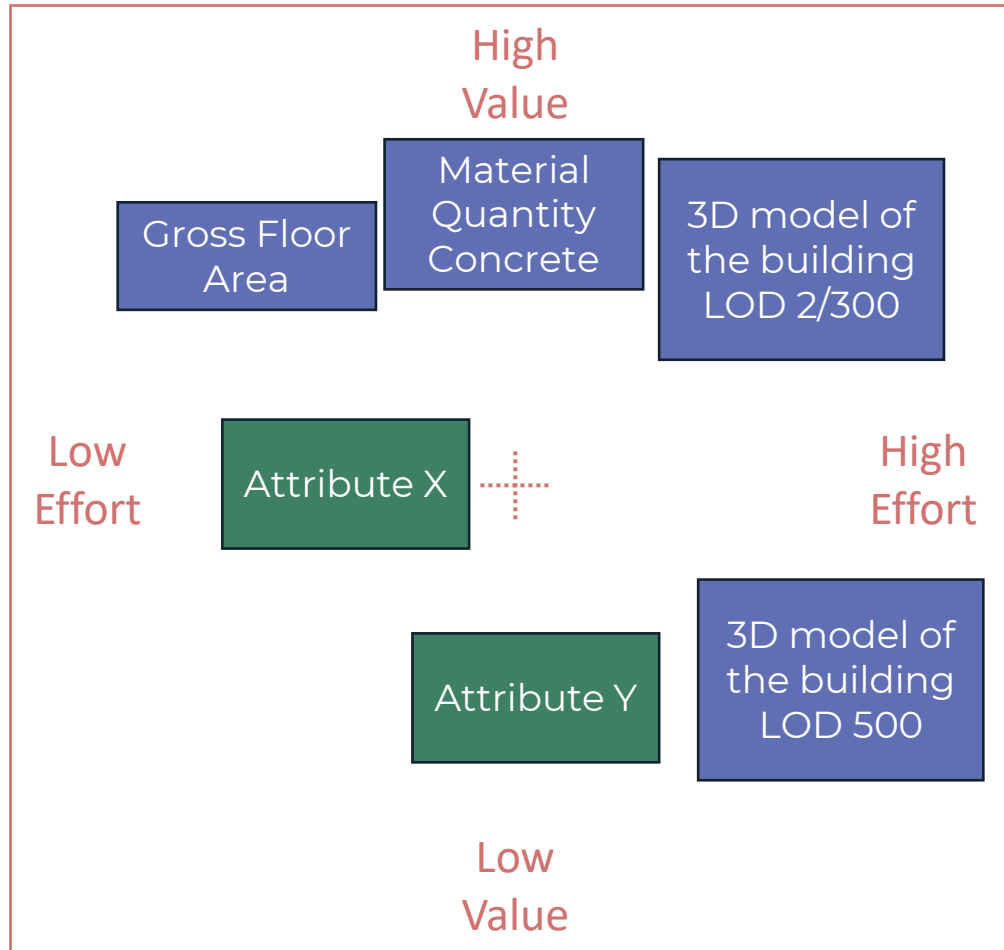 High
Value
Material
Quantity
Concrete
Gross Floor
Area
3D model of
the building
LOD 2/300
Low
Effort
Attribute X
High
Effort
Attribute Y
3D model of
the building
LOD 500
Low
Value